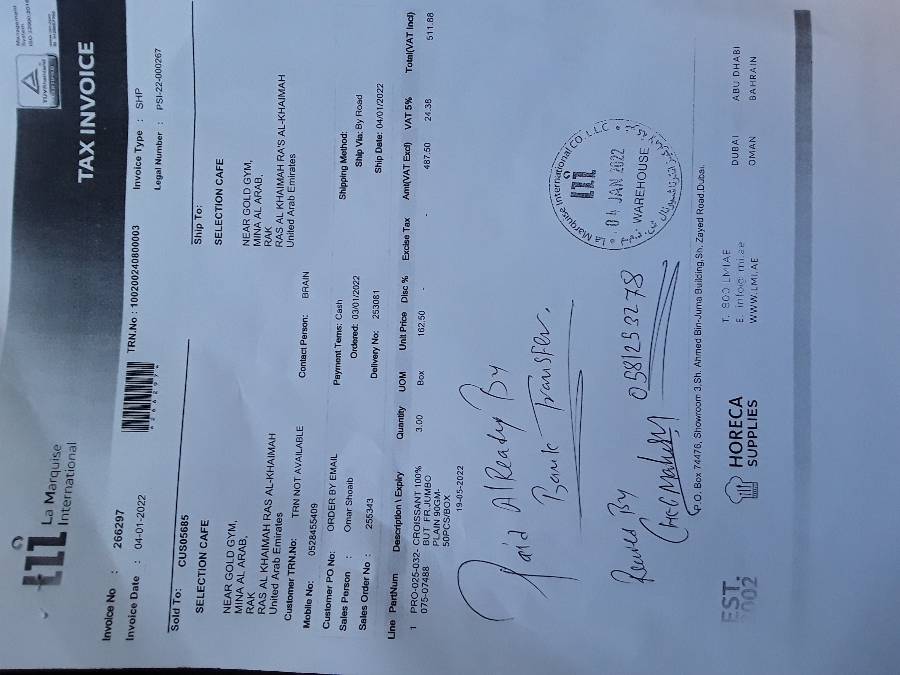 La Marquise
International
TAX INVOICE
Invoice No : 266297
Invoice Date : 04-01-2022
TRN.No : 100200240800003
Invoice Type : SHP
Legal Number : PSI-22-000267
Sold To: CUS05685
SELECTION CAFE
NEAR GOLD GYM,
MINA AL ARAB,
RAK
RAS AL KHAIMAH RAS AL-KHAIMAH
United Arab Emirates
Customer TRN.No: TRN NOT AVAILABLE
Mobile No: 0528455409
Contact Person: BRAIN
Ship To:
SELECTION CAFE
NEAR GOLD GYM,
MINA AL ARAB,
RAK
RAS AL KHAIMAH RA'S AL-KHAIMAH
United Arab Emirates
Customer PO No: ORDER BY EMAIL
Sales Person : Omar Shoaib
Sales Order No : 255343
Payment Terms: Cash
Ordered: 03/01/2022
Delivery No: 253081
Shipping Method:
Ship Via: By Road
Ship Date: 04/01/2022
Line PartNum Description \ Expiry Quantity UOM Unit Price Disc % Excise Tax Amt(VAT Excl) VAT 5% Total(VAT Incl)
1 PRO-025-032- CROISSANT 100% 3.00 Box 162.50 - - 487.50 24.38 511.88
075-07488 BUT FR.JUMBO
PLAIN 90GM-
50PCS/BOX
19-05-2022
Paid Already By
Bank Transfer.
By
0581253278
La Marquise International CO. L.L.C
04 JAN 2022
WAREHOUSE
P.O. Box 74476, Showroom 3,Sh. Ahmed Bin-Juma Building,Sh. Zayed Road.Dubai.
EST.
2002
HORECA
SUPPLIES
T. 800 LMIAE
WWW.LMI.AE
DUBAI ABU DHABI
OMAN BAHRAIN